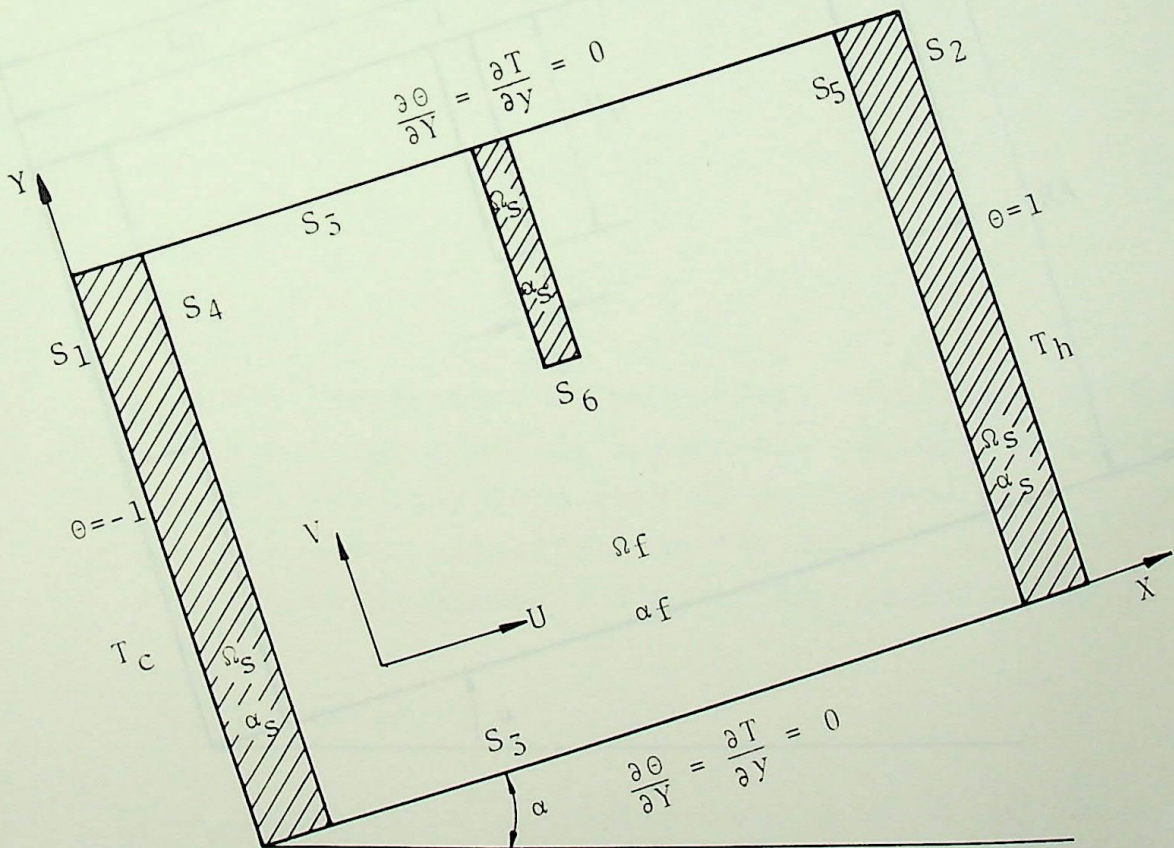 ∂Θ/∂Y = ∂T/∂y = 0
S2
S5
Y
Ωs
S3
Θ=1
αs
S4
S1
Th
S6
Ωs
αs
Θ=-1
V
Ωf
X
U
αf
Tc
Ωs
αs
S3
∂Θ/∂Y = ∂T/∂y = 0
α